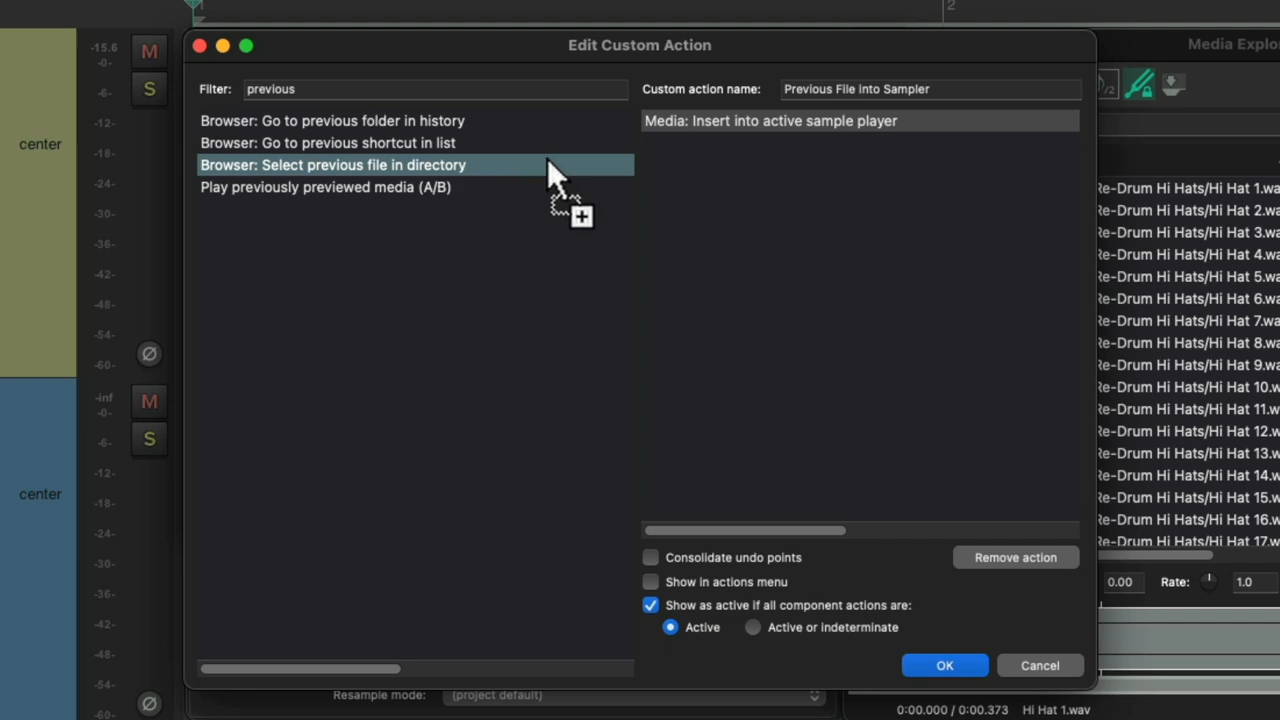 1
2
-15.6
-0-
-6-
-12-
-18-
-24-
-30-
-36-
-42-
-48-
-54-
-60-
M
S
center
Ø
-inf
-0-
-6-
-12-
-18-
-24-
-30-
-36-
-42-
-48-
-54-
-60-
M
S
center
Ø
Edit Custom Action
Filter: previous
Browser: Go to previous folder in history
Browser: Go to previous shortcut in list
Browser: Select previous file in directory
Play previously previewed media (A/B)
Custom action name: Previous File into Sampler
Media: Insert into active sample player
Consolidate undo points
Remove action
Show in actions menu
Show as active if all component actions are:
Active
Active or indeterminate
OK
Cancel
Media Explo
/2
Re-Drum Hi Hats/Hi Hat 1.wa
Re-Drum Hi Hats/Hi Hat 2.wa
Re-Drum Hi Hats/Hi Hat 3.wa
Re-Drum Hi Hats/Hi Hat 4.wa
Re-Drum Hi Hats/Hi Hat 5.wa
Re-Drum Hi Hats/Hi Hat 6.wa
Re-Drum Hi Hats/Hi Hat 7.wa
Re-Drum Hi Hats/Hi Hat 8.wa
Re-Drum Hi Hats/Hi Hat 9.wa
Re-Drum Hi Hats/Hi Hat 10.w
Re-Drum Hi Hats/Hi Hat 11.w
Re-Drum Hi Hats/Hi Hat 12.w
Re-Drum Hi Hats/Hi Hat 13.w
Re-Drum Hi Hats/Hi Hat 14.w
Re-Drum Hi Hats/Hi Hat 15.w
Re-Drum Hi Hats/Hi Hat 16.w
Re-Drum Hi Hats/Hi Hat 17.w
0.00
Rate: 1.0
Resample mode: (project default)
0:00.000 / 0:00.373 Hi Hat 1.wav